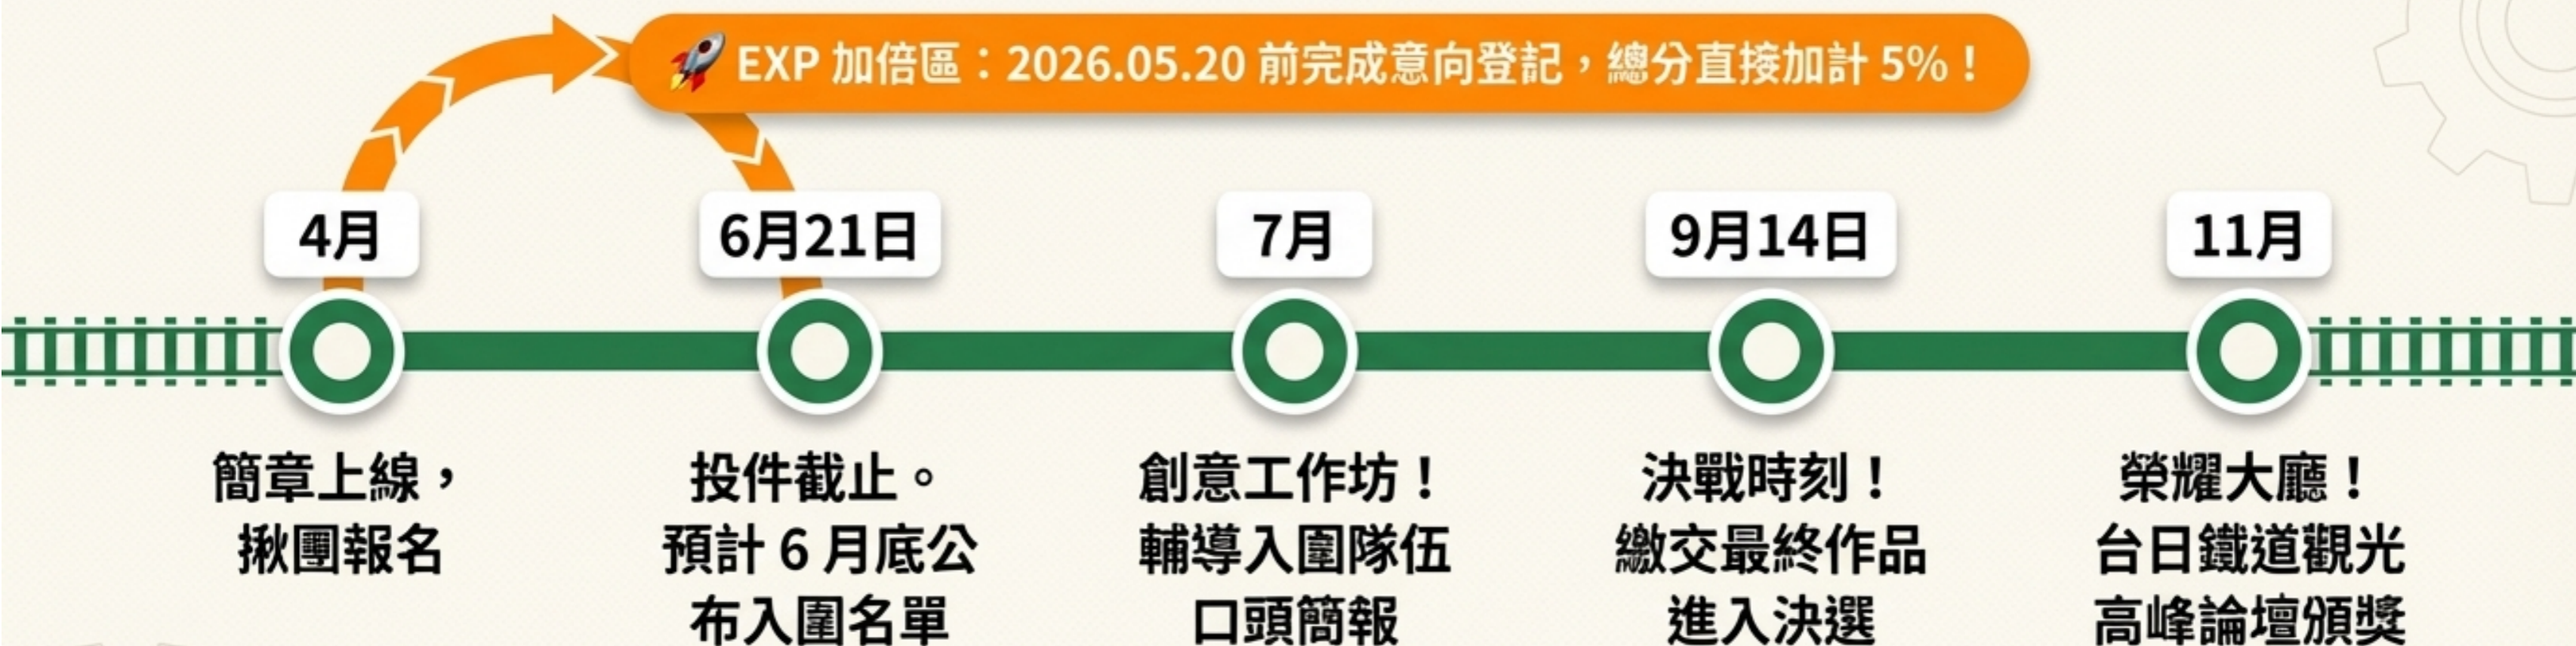 EXP 加倍區：2026.05.20 前完成意向登記，總分直接加計 5%！
4月
簡章上線，
揪團報名
6月21日
投件截止。
預計 6 月底公
布入圍名單
7月
創意工作坊！
輔導入圍隊伍
口頭簡報
9月14日
決戰時刻！
繳交最終作品
進入決選
11月
榮耀大廳！
台日鐵道觀光
高峰論壇頒獎